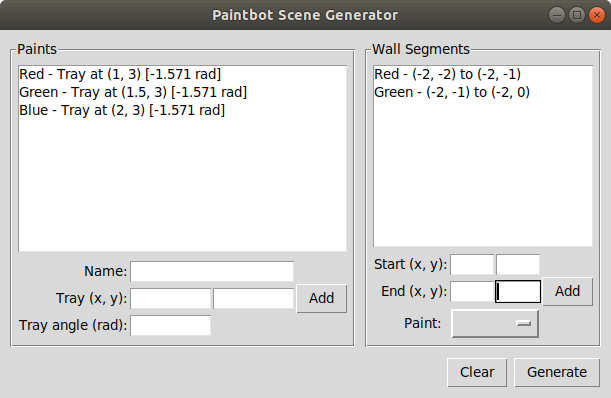 Paintbot Scene Generator
Paints
Red - Tray at (1, 3) [-1.571 rad]
Green - Tray at (1.5, 3) [-1.571 rad]
Blue - Tray at (2, 3) [-1.571 rad]
Name:
Tray (x, y):
Add
Tray angle (rad):
Wall Segments
Red - (-2, -2) to (-2, -1)
Green - (-2, -1) to (-2, 0)
Start (x, y):
End (x, y):
Add
Paint:
Clear
Generate